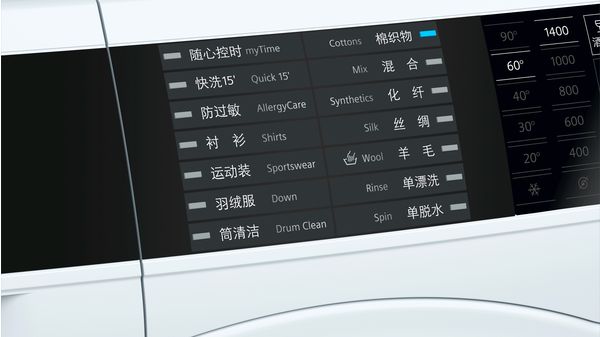 随心控时 myTime
快洗15' Quick 15'
防过敏 AllergyCare
衬 衫 Shirts
运动装 Sportswear
羽绒服 Down
筒清洁 Drum Clean
Cottons 棉织物
Mix 混 合
Synthetics 化 纤
Silk 丝 绸
Wool 羊 毛
Rinse 单漂洗
Spin 单脱水
90° 1400
60° 1000
40° 800
30° 600
20° 400